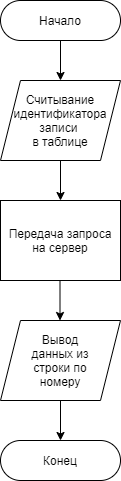 Начало
Считывание
идентификатора
записи
в таблице
Передача запроса
на сервер
Вывод
данных из
строки по
номеру
Конец